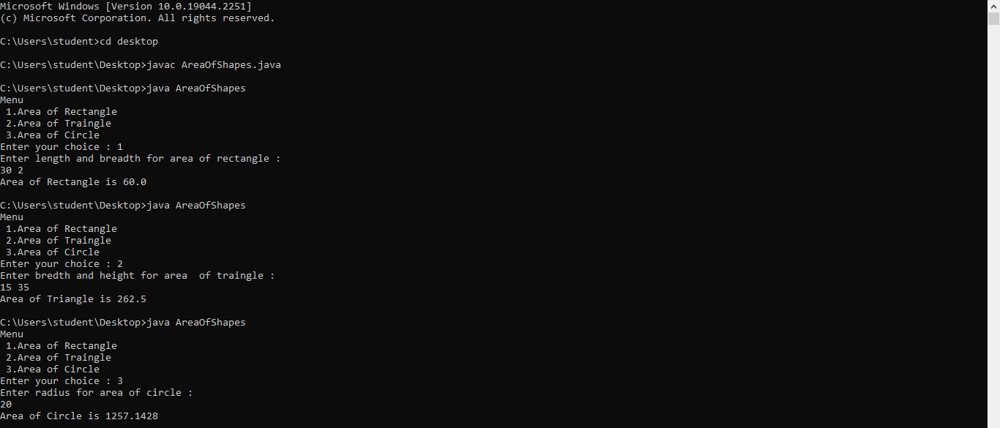 Microsoft Windows [Version 10.0.19044.2251]
(c) Microsoft Corporation. All rights reserved.
C:\Users\student>cd desktop
C:\Users\student\Desktop>javac AreaOfShapes.java
C:\Users\student\Desktop>java AreaOfShapes
Menu
 1.Area of Rectangle
 2.Area of Traingle
 3.Area of Circle
Enter your choice : 1
Enter length and breadth for area of rectangle :
30 2
Area of Rectangle is 60.0
C:\Users\student\Desktop>java AreaOfShapes
Menu
 1.Area of Rectangle
 2.Area of Traingle
 3.Area of Circle
Enter your choice : 2
Enter bredth and height for area  of traingle :
15 35
Area of Triangle is 262.5
C:\Users\student\Desktop>java AreaOfShapes
Menu
 1.Area of Rectangle
 2.Area of Traingle
 3.Area of Circle
Enter your choice : 3
Enter radius for area of circle :
20
Area of Circle is 1257.1428